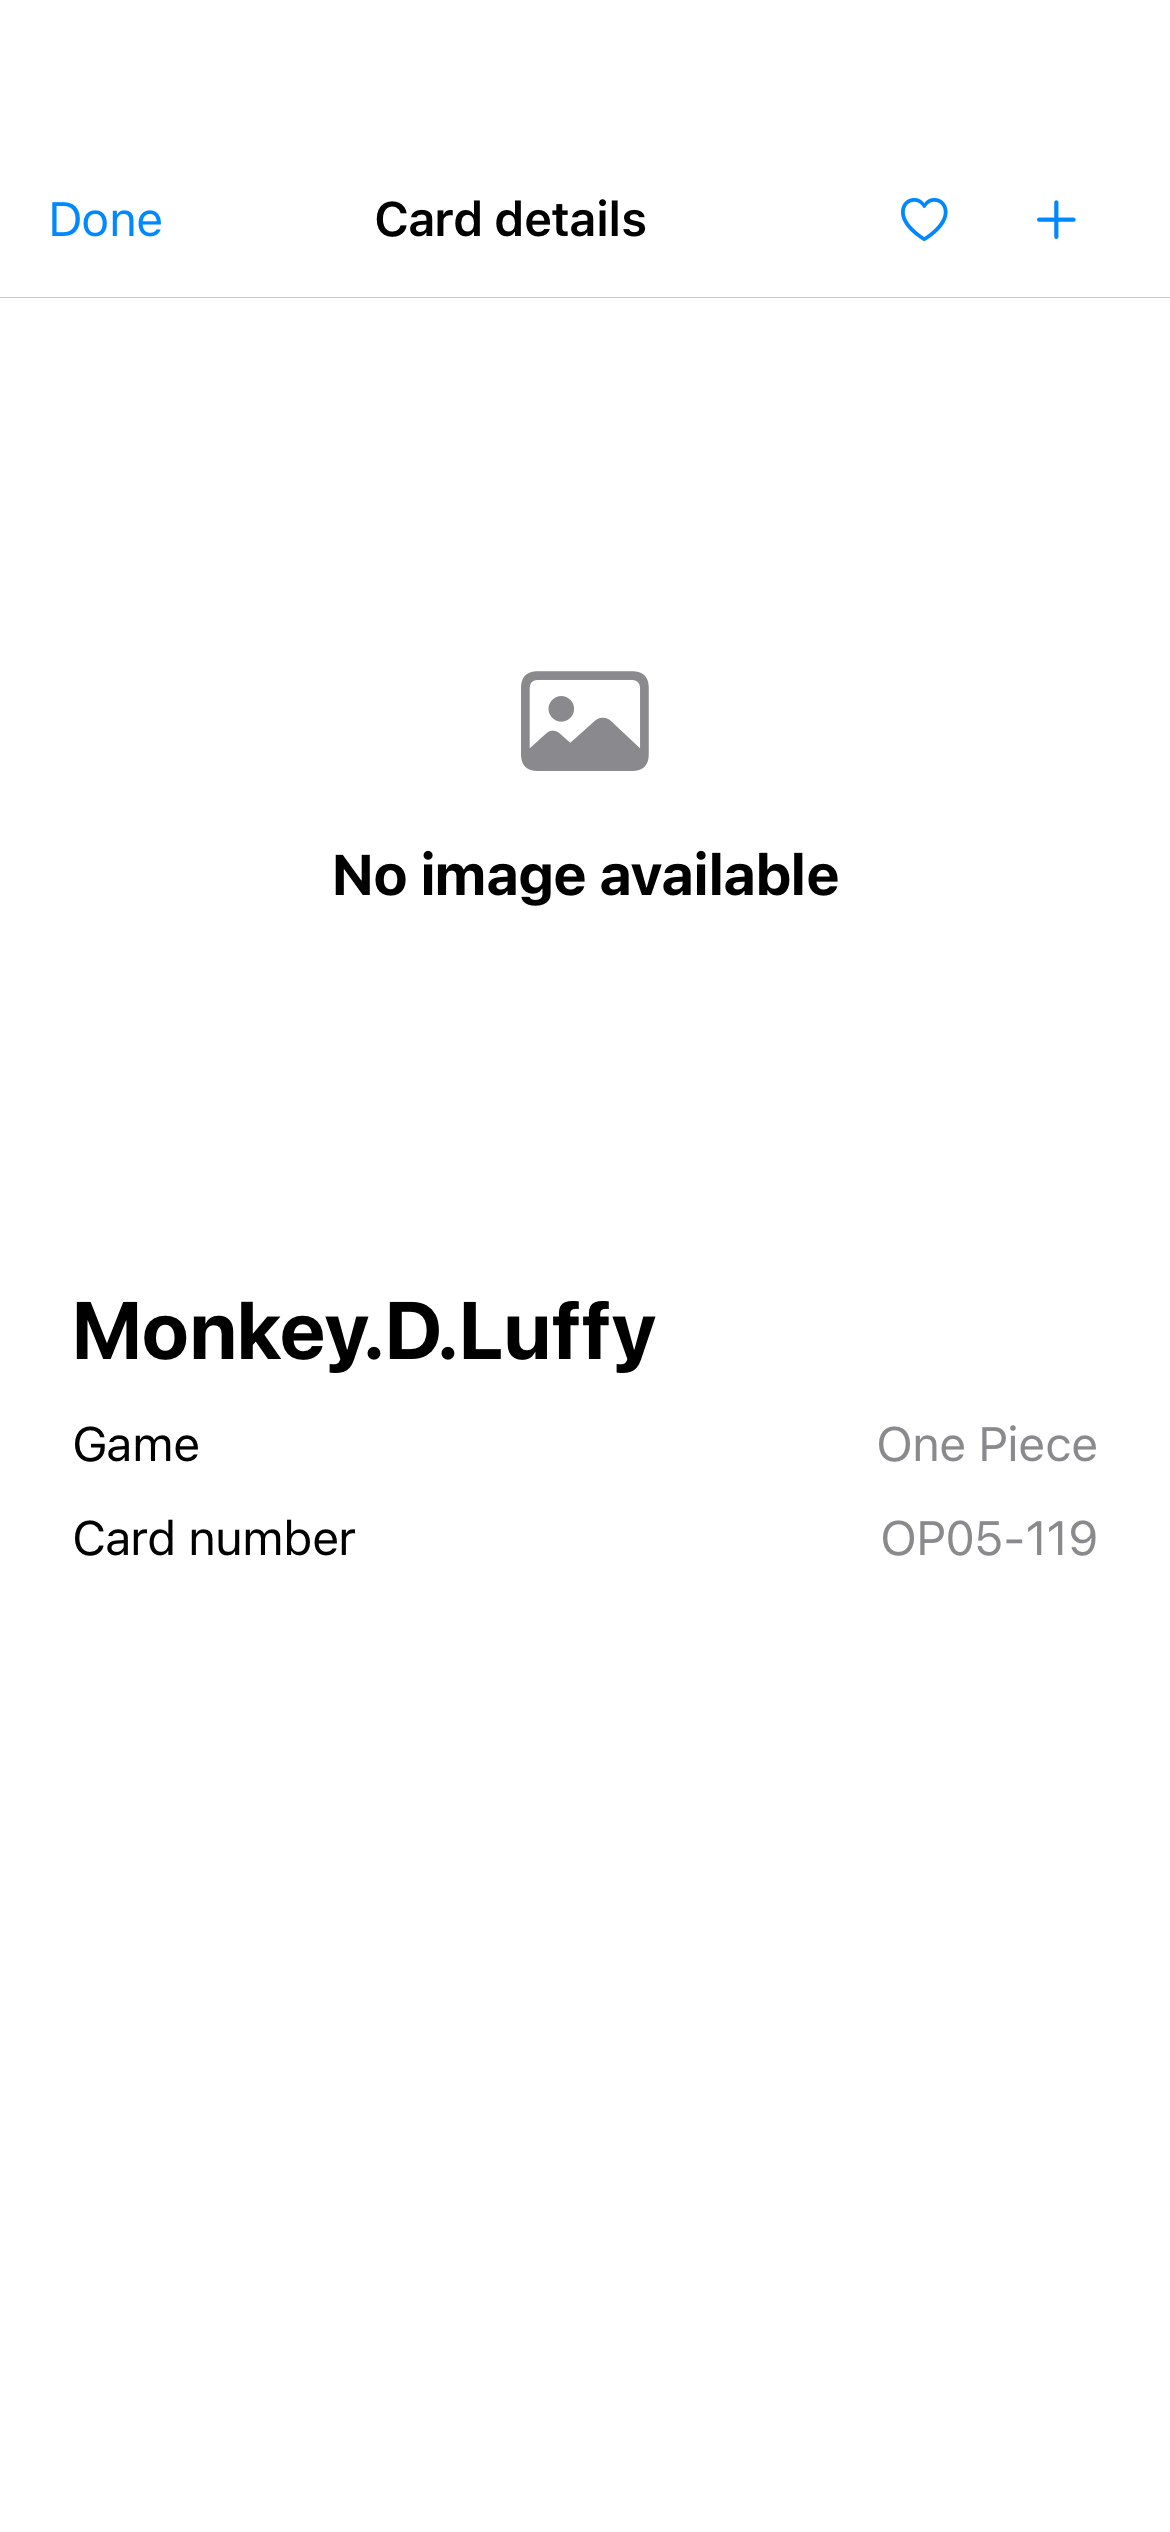 Done
Card details
No image available
Monkey.D.Luffy
Game
One Piece
Card number
OP05-119